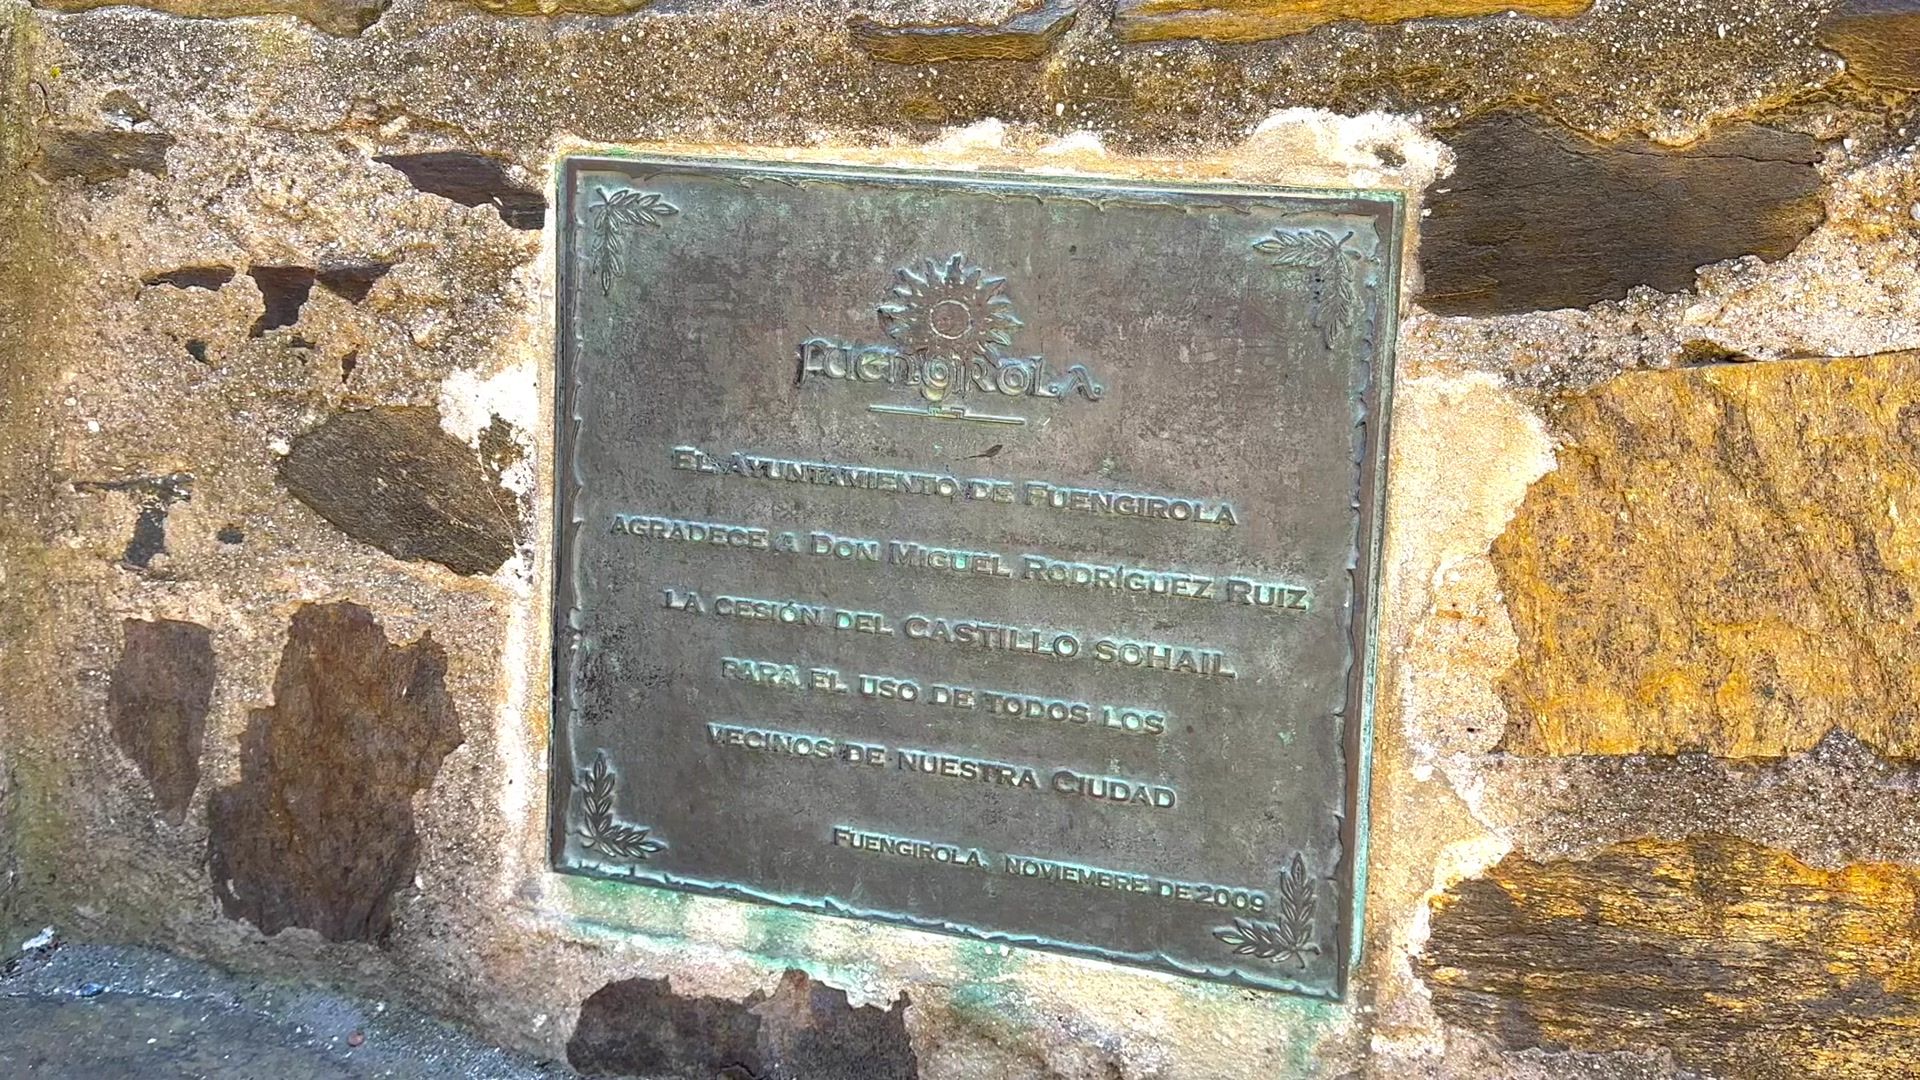 Fuengirola
El Ayuntamiento de Fuengirola
agradece a Don Miguel Rodríguez Ruiz
la cesión del castillo Sohail
para el uso de todos los
vecinos de nuestra Ciudad
Fuengirola, noviembre de 2009